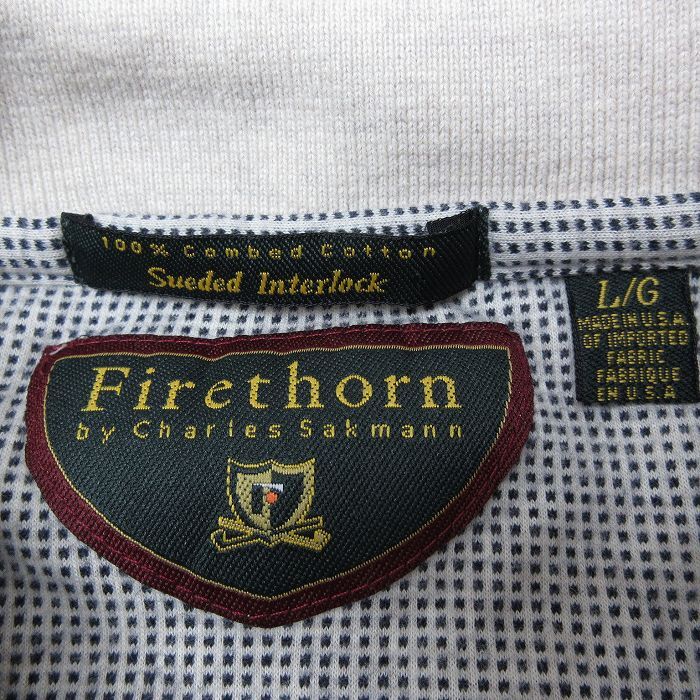 100% Combed Cotton
Sueded Interlock
L/G
MADE IN U.S.A
OF IMPORTED
FABRIC
FABRIQUE
EN U.S.A
Firethorn
by Charles Sakmann
F